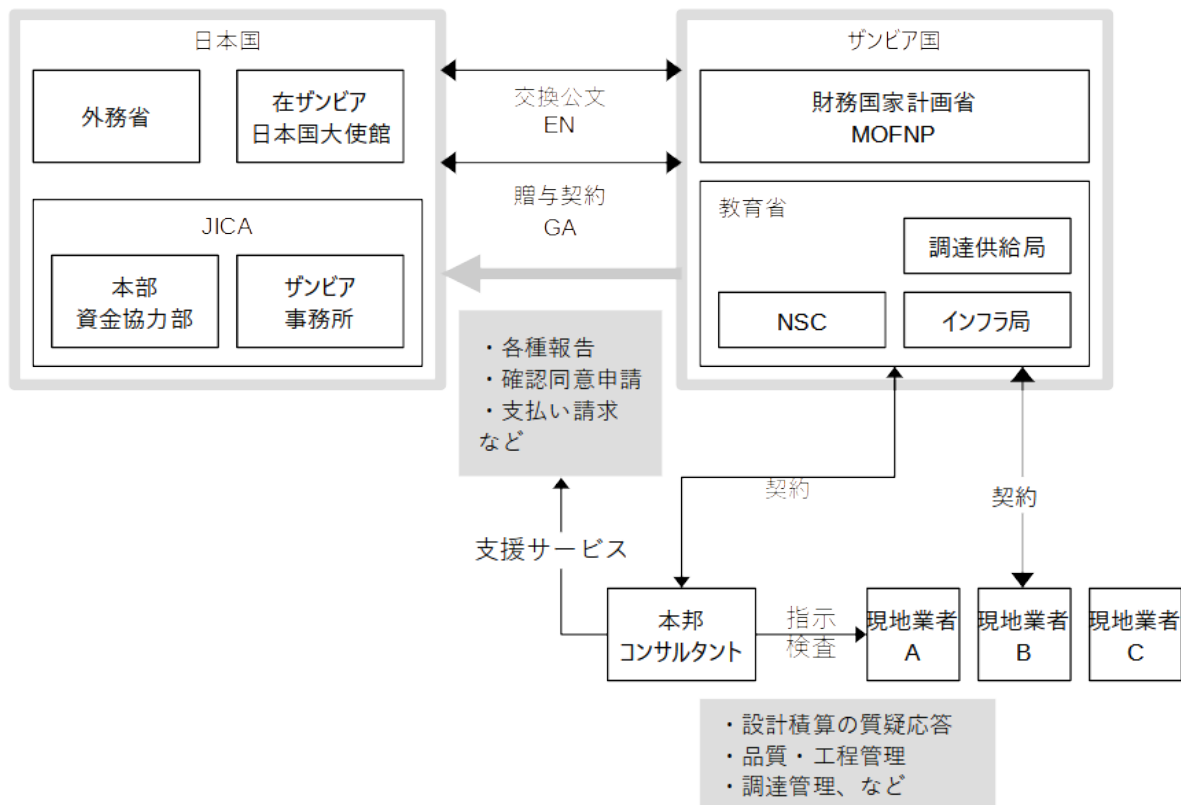 日本国
外務省
在ザンビア
日本国大使館
JICA
本部
資金協力部
ザンビア
事務所
交換公文
EN
贈与契約
GA
ザンビア国
財務国家計画省
MOFNP
教育省
調達供給局
NSC
インフラ局
・各種報告
・確認同意申請
・支払い請求
など
契約
契約
支援サービス
本邦
コンサルタント
指示
検査
現地業者
A
現地業者
B
現地業者
C
・設計積算の質疑応答
・品質・工程管理
・調達管理、など